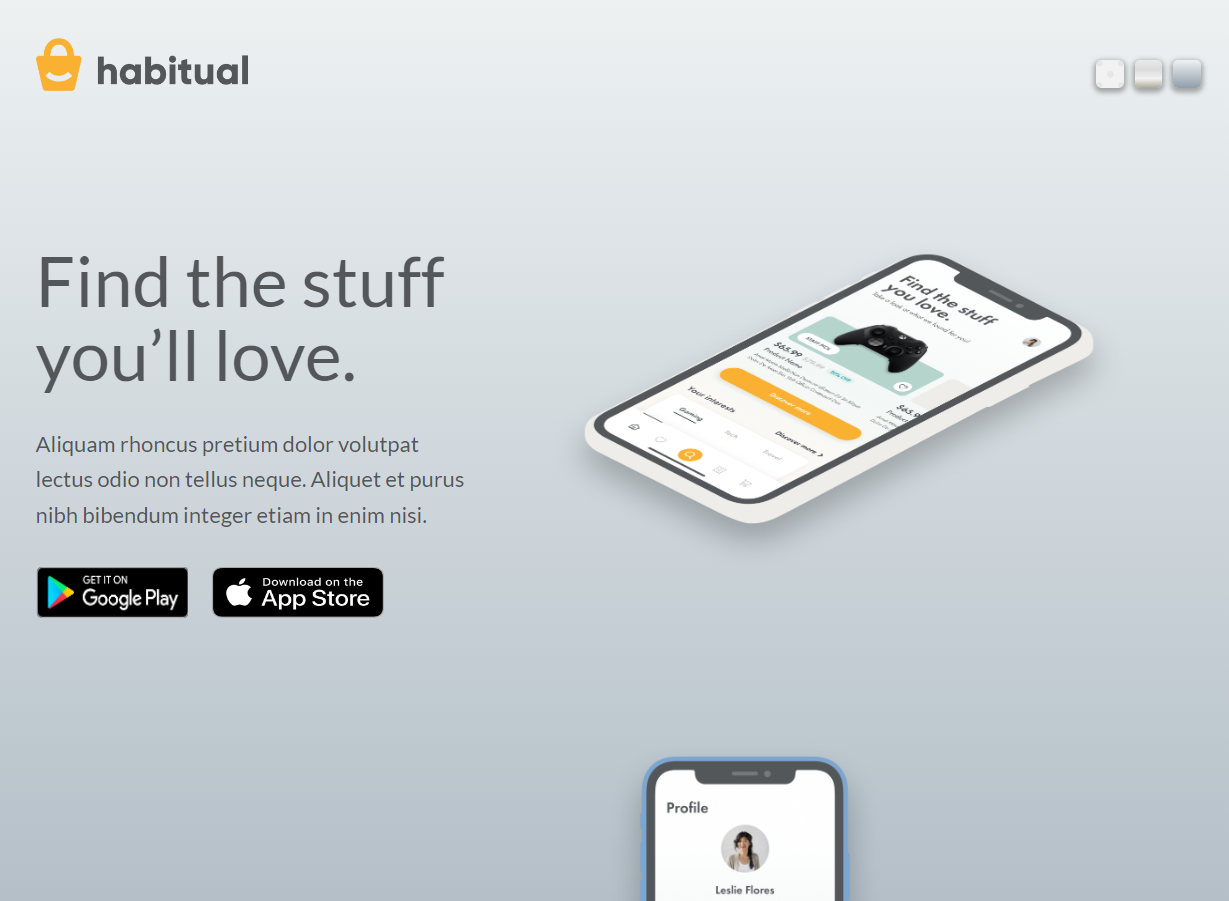 habitual
Find the stuff
you’ll love.
Aliquam rhoncus pretium dolor volutpat
lectus odio non tellus neque. Aliquet et purus
nibh bibendum integer etiam in enim nisi.
GET IT ON
Google Play
Download on the
App Store
Find the stuff
you love.
Take a look at what we found for you!
$65.99
Product Name
Discover more
Your interests
Discover more
Gaming
Tech
Travel
Profile
Leslie Flores